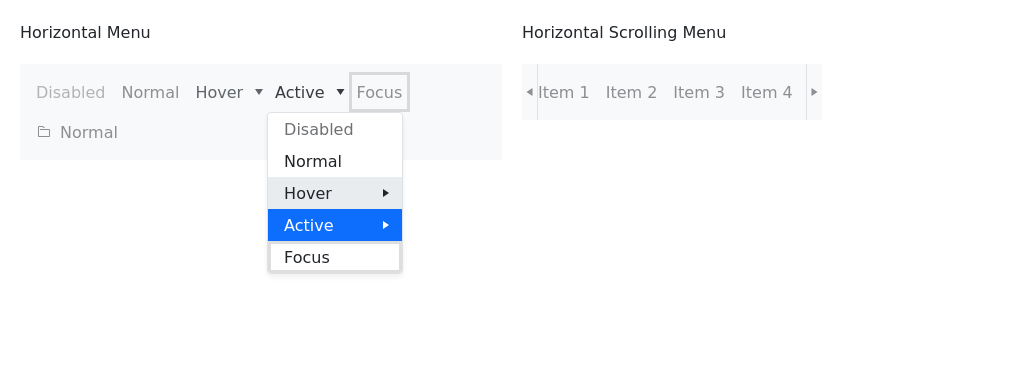 Horizontal Menu
Disabled Normal Hover Active Focus
Normal
Disabled
Normal
Hover
Active
Focus
Horizontal Scrolling Menu
Item 1 Item 2 Item 3 Item 4